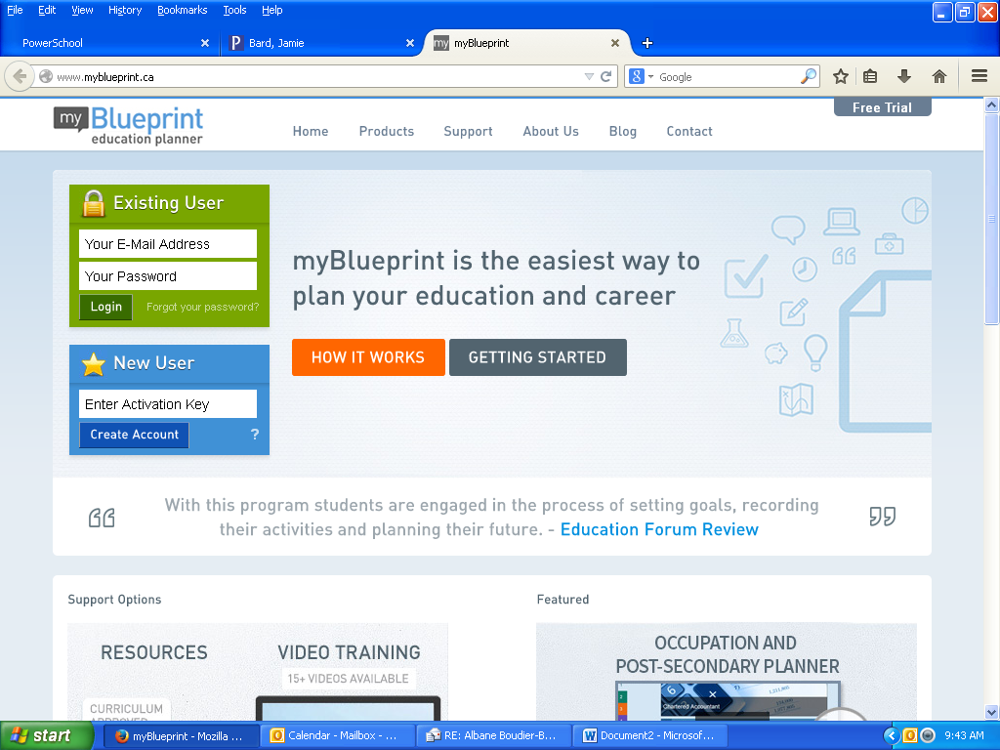 File Edit View History Bookmarks Tools Help
PowerSchool
Bard, Jamie
my myBlueprint
www.myblueprint.ca
Google
my Blueprint
education planner
Home Products Support About Us Blog Contact
Free Trial
Existing User
Your E-Mail Address
Your Password
Login Forgot your password?
New User
Enter Activation Key
Create Account ?
myBlueprint is the easiest way to
plan your education and career
HOW IT WORKS GETTING STARTED
With this program students are engaged in the process of setting goals, recording
their activities and planning their future. - Education Forum Review
Support Options
RESOURCES
CURRICULUM
VIDEO TRAINING
15+ VIDEOS AVAILABLE
Featured
OCCUPATION AND
POST-SECONDARY PLANNER
Chartered Accountant
start
myBlueprint - Mozilla ...
Calendar - Mailbox - ...
RE: Albane Boudier-B...
Document2 - Microsof...
9:43 AM